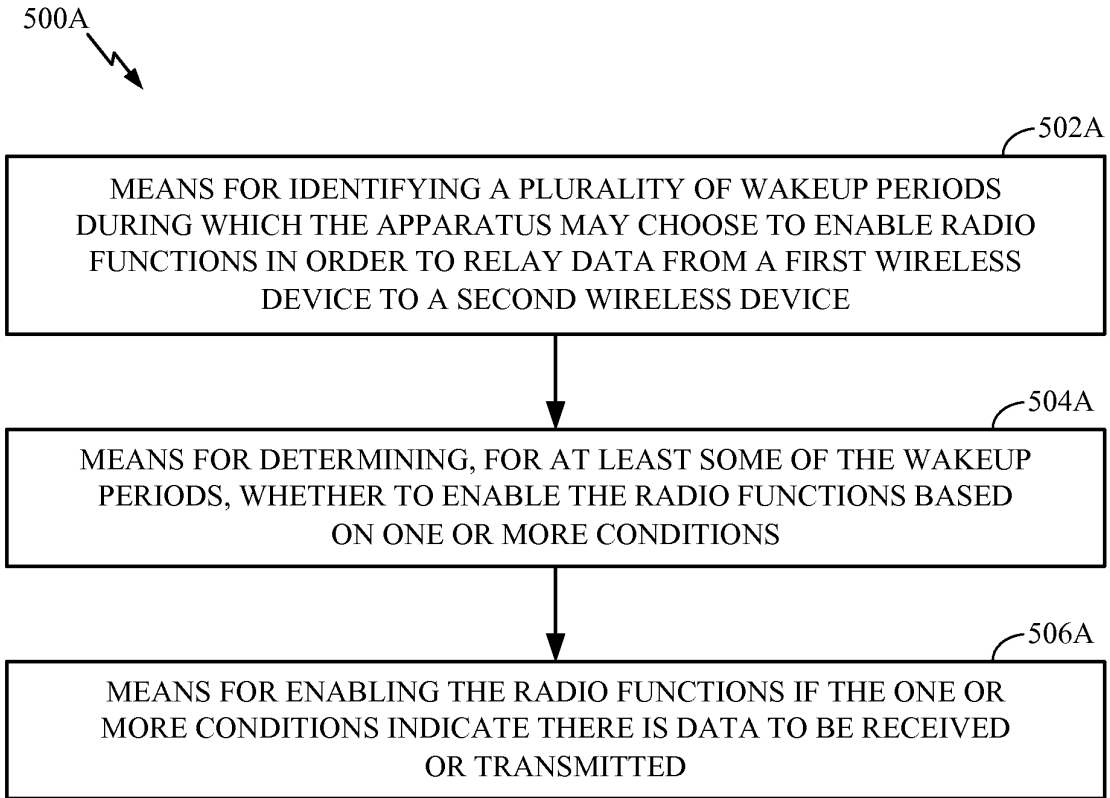 500A
502A
MEANS FOR IDENTIFYING A PLURALITY OF WAKEUP PERIODS
DURING WHICH THE APPARATUS MAY CHOOSE TO ENABLE RADIO
FUNCTIONS IN ORDER TO RELAY DATA FROM A FIRST WIRELESS
DEVICE TO A SECOND WIRELESS DEVICE
504A
MEANS FOR DETERMINING, FOR AT LEAST SOME OF THE WAKEUP
PERIODS, WHETHER TO ENABLE THE RADIO FUNCTIONS BASED
ON ONE OR MORE CONDITIONS
506A
MEANS FOR ENABLING THE RADIO FUNCTIONS IF THE ONE OR
MORE CONDITIONS INDICATE THERE IS DATA TO BE RECEIVED
OR TRANSMITTED